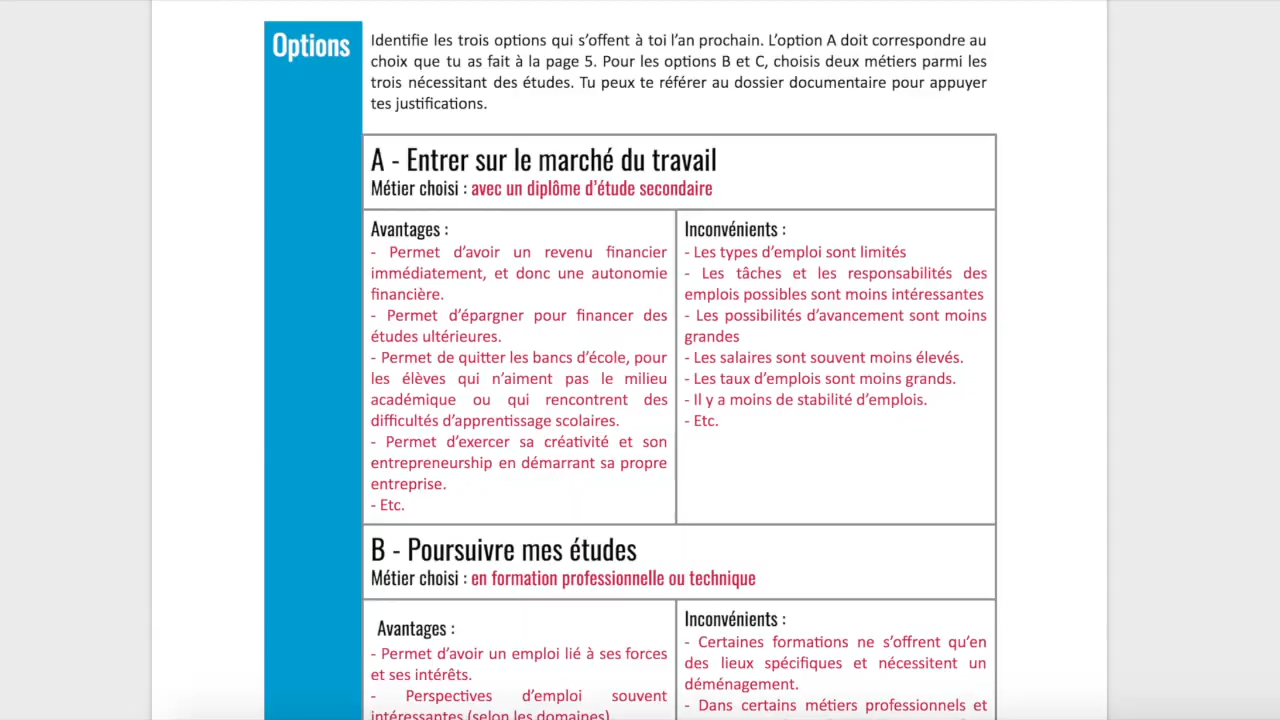 Options
Identifie les trois options qui s'offent à toi l'an prochain. L'option A doit correspondre au
choix que tu as fait à la page 5. Pour les options B et C, choisis deux métiers parmi les
trois nécessitant des études. Tu peux te référer au dossier documentaire pour appuyer
tes justifications.
A - Entrer sur le marché du travail
Métier choisi : avec un diplôme d'étude secondaire
Avantages :
- Permet d'avoir un revenu financier
immédiatement, et donc une autonomie
financière.
- Permet d'épargner pour financer des
études ultérieures.
- Permet de quitter les bancs d'école, pour
les élèves qui n'aiment pas le milieu
académique ou qui rencontrent des
difficultés d'apprentissage scolaires.
- Permet d'exercer sa créativité et son
entrepreneurship en démarrant sa propre
entreprise.
- Etc.
Inconvénients :
- Les types d'emploi sont limités
- Les tâches et les responsabilités des
emplois possibles sont moins intéressantes
- Les possibilités d'avancement sont moins
grandes
- Les salaires sont souvent moins élevés.
- Les taux d'emplois sont moins grands.
- Il y a moins de stabilité d'emplois.
- Etc.
B - Poursuivre mes études
Métier choisi : en formation professionnelle ou technique
Avantages :
- Permet d'avoir un emploi lié à ses forces
et ses intérêts.
- Perspectives d'emploi souvent
intéressantes (selon les domaines).
Inconvénients :
- Certaines formations ne s'offrent qu'en
des lieux spécifiques et nécessitent un
déménagement.
- Dans certains métiers professionnels et